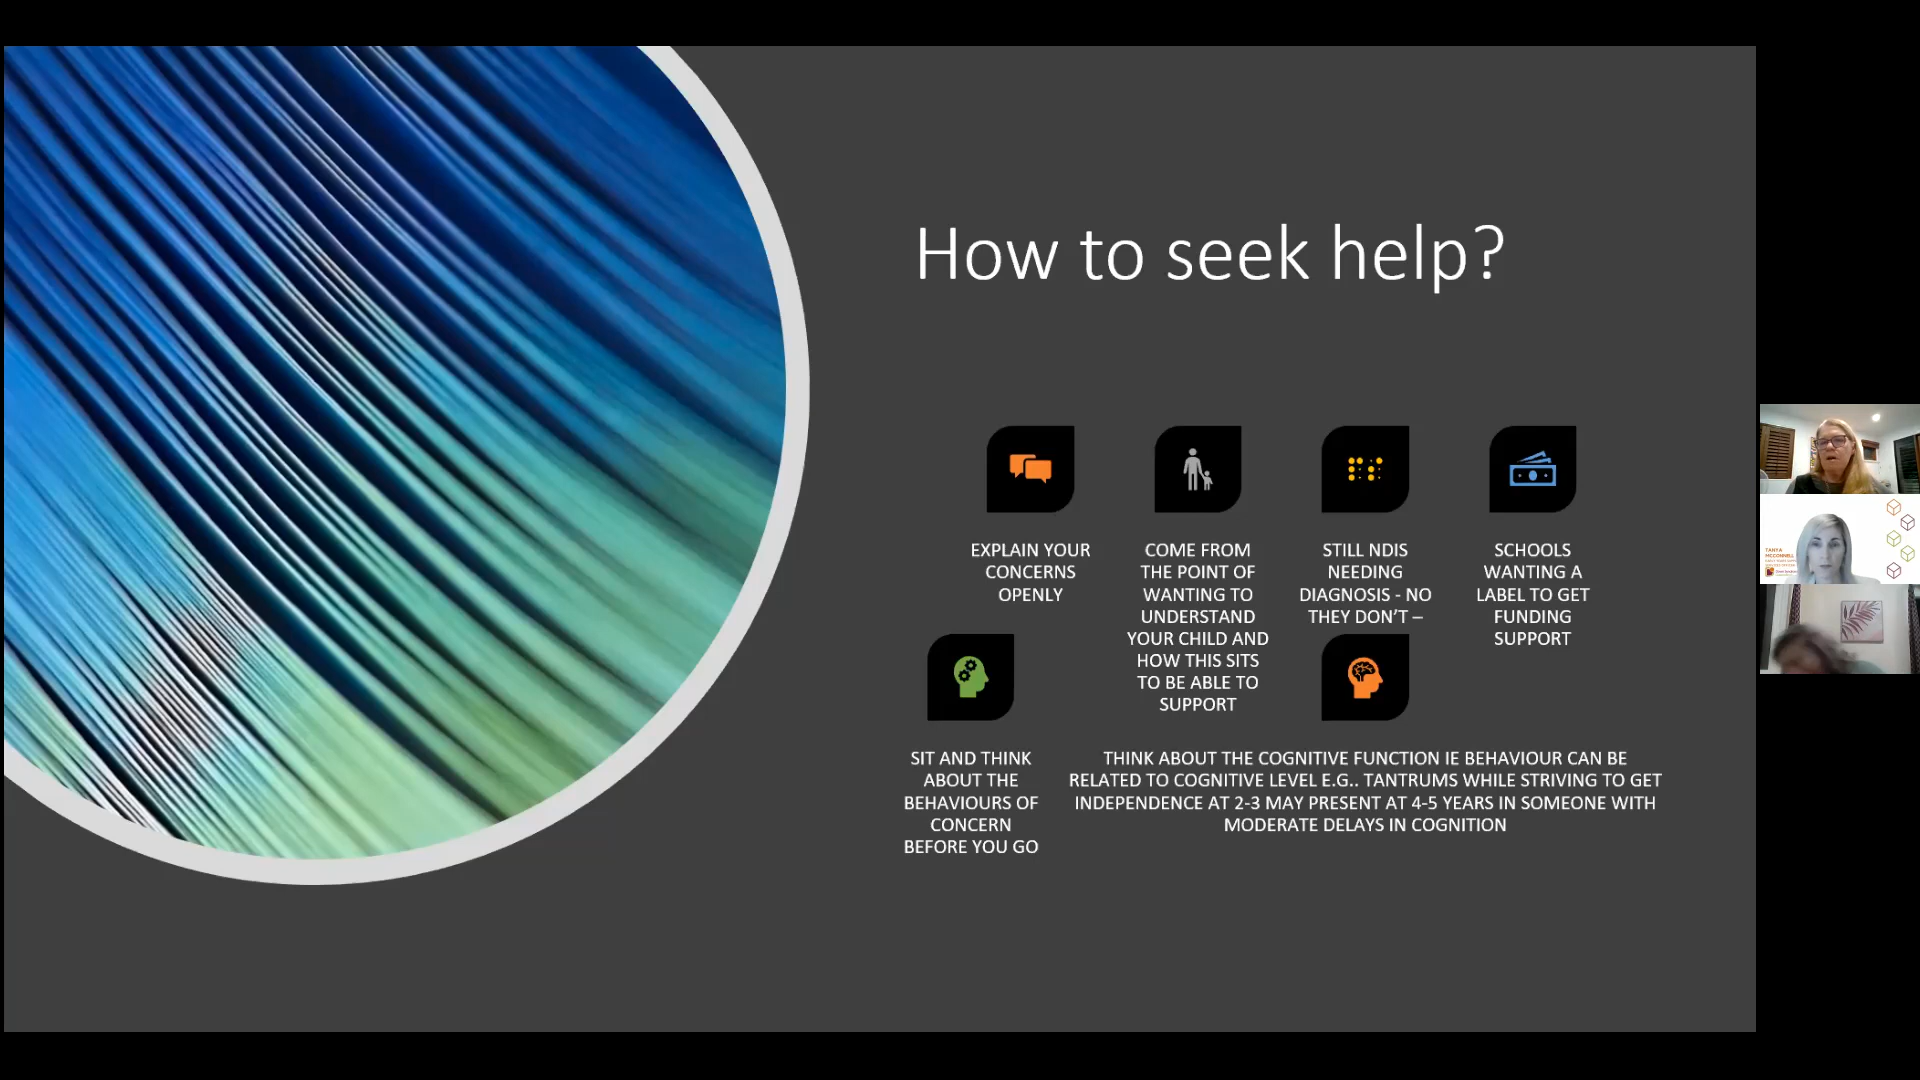 How to seek help?
EXPLAIN YOUR
CONCERNS
OPENLY
COME FROM
THE POINT OF
WANTING TO
UNDERSTAND
YOUR CHILD AND
HOW THIS SITS
TO BE ABLE TO
SUPPORT
STILL NDIS
NEEDING
DIAGNOSIS - NO
THEY DON’T –
SCHOOLS
WANTING A
LABEL TO GET
FUNDING
SUPPORT
SIT AND THINK
ABOUT THE
BEHAVIOURS OF
CONCERN
BEFORE YOU GO
THINK ABOUT THE COGNITIVE FUNCTION IE BEHAVIOUR CAN BE
RELATED TO COGNITIVE LEVEL E.G.. TANTRUMS WHILE STRIVING TO GET
INDEPENDENCE AT 2-3 MAY PRESENT AT 4-5 YEARS IN SOMEONE WITH
MODERATE DELAYS IN COGNITION
TANYA
MCCONNELL